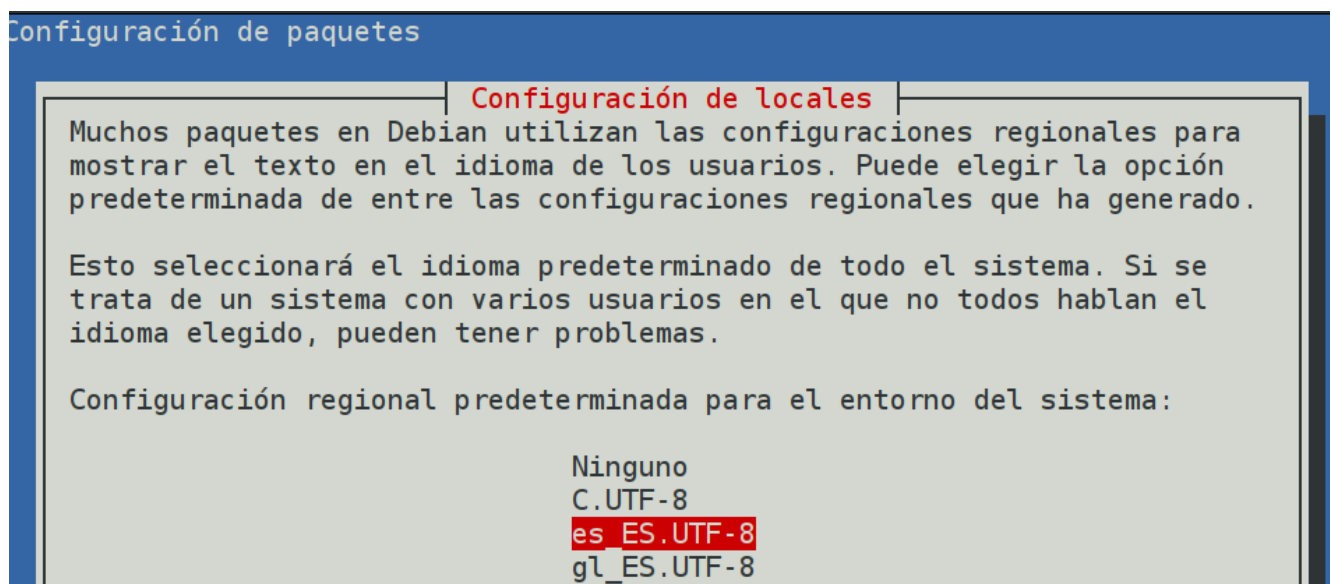 Configuración de paquetes
Configuración de locales
Muchos paquetes en Debian utilizan las configuraciones regionales para
mostrar el texto en el idioma de los usuarios. Puede elegir la opción
predeterminada de entre las configuraciones regionales que ha generado.
Esto seleccionará el idioma predeterminado de todo el sistema. Si se
trata de un sistema con varios usuarios en el que no todos hablan el
idioma elegido, pueden tener problemas.
Configuración regional predeterminada para el entorno del sistema:
Ninguno
C.UTF-8
es_ES.UTF-8
gl_ES.UTF-8